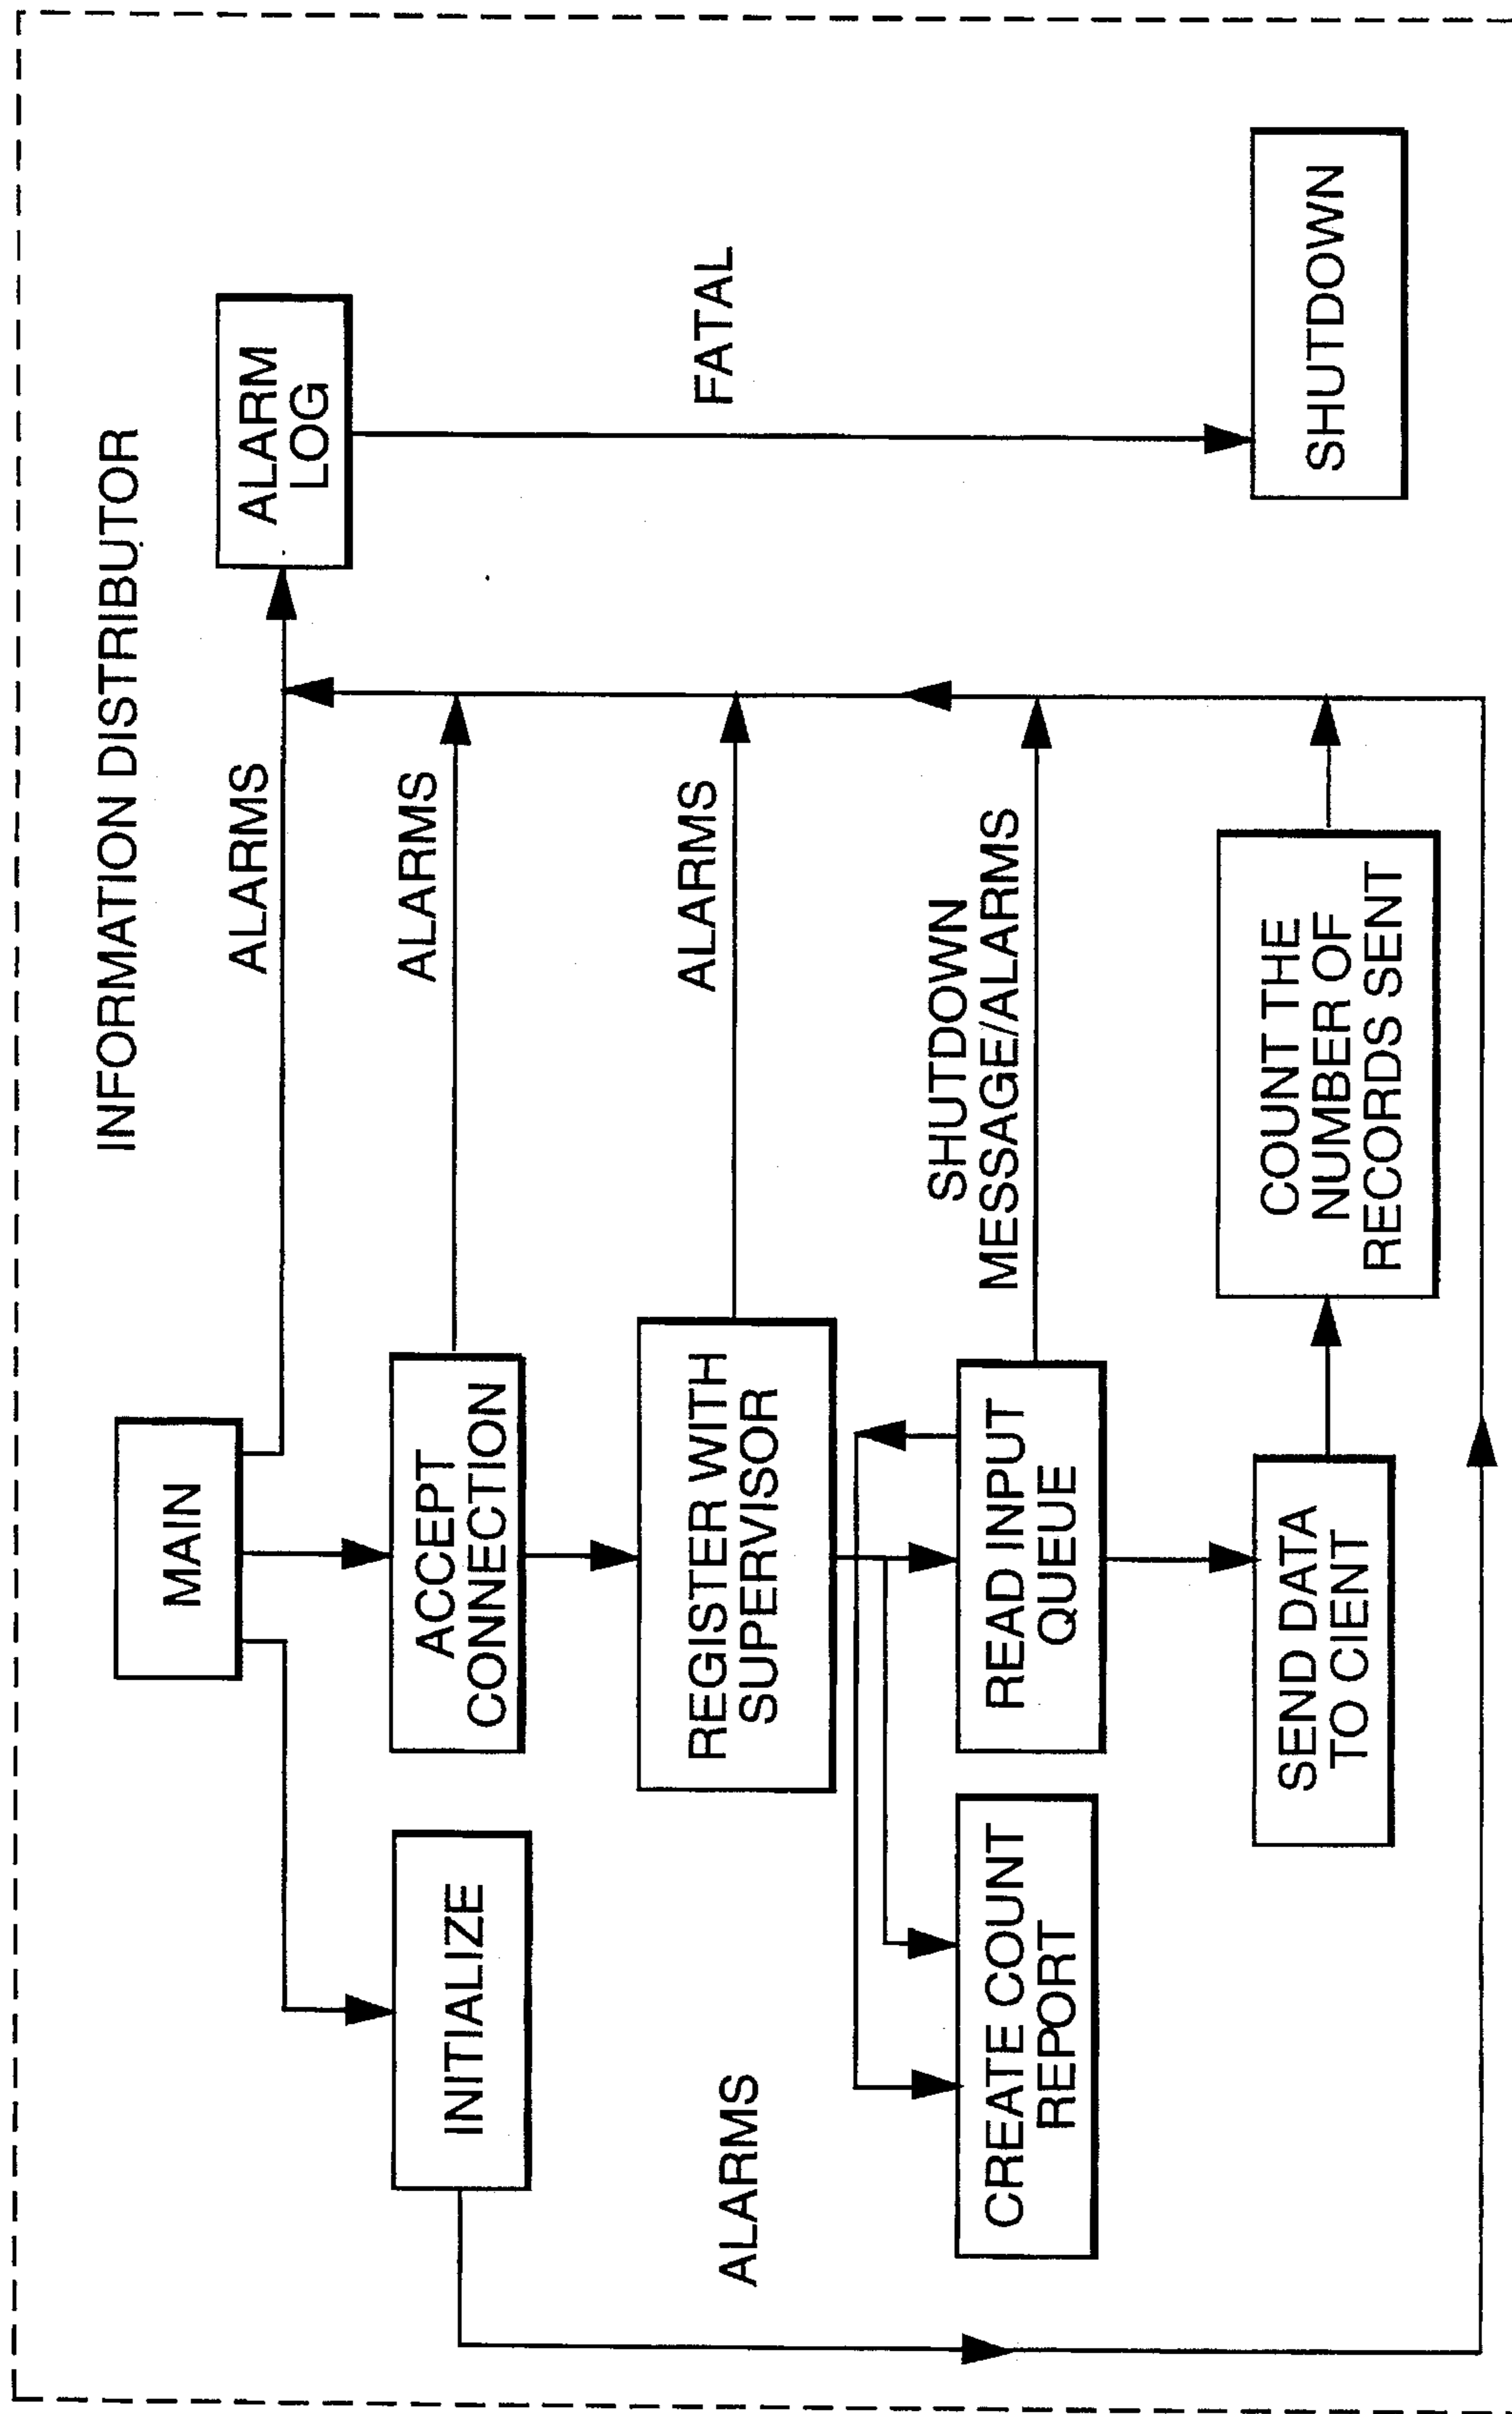 INFORMATION DISTRIBUTOR
MAIN
ALARMS
ALARM
LOG
INITIALIZE
ACCEPT
CONNECTION
ALARMS
REGISTER WITH
SUPERVISOR
ALARMS
FATAL
ALARMS
CREATE COUNT
REPORT
READ INPUT
QUEUE
SHUTDOWN
MESSAGE/ALARMS
SEND DATA
TO CIENT
COUNT THE
NUMBER OF
RECORDS SENT
SHUTDOWN